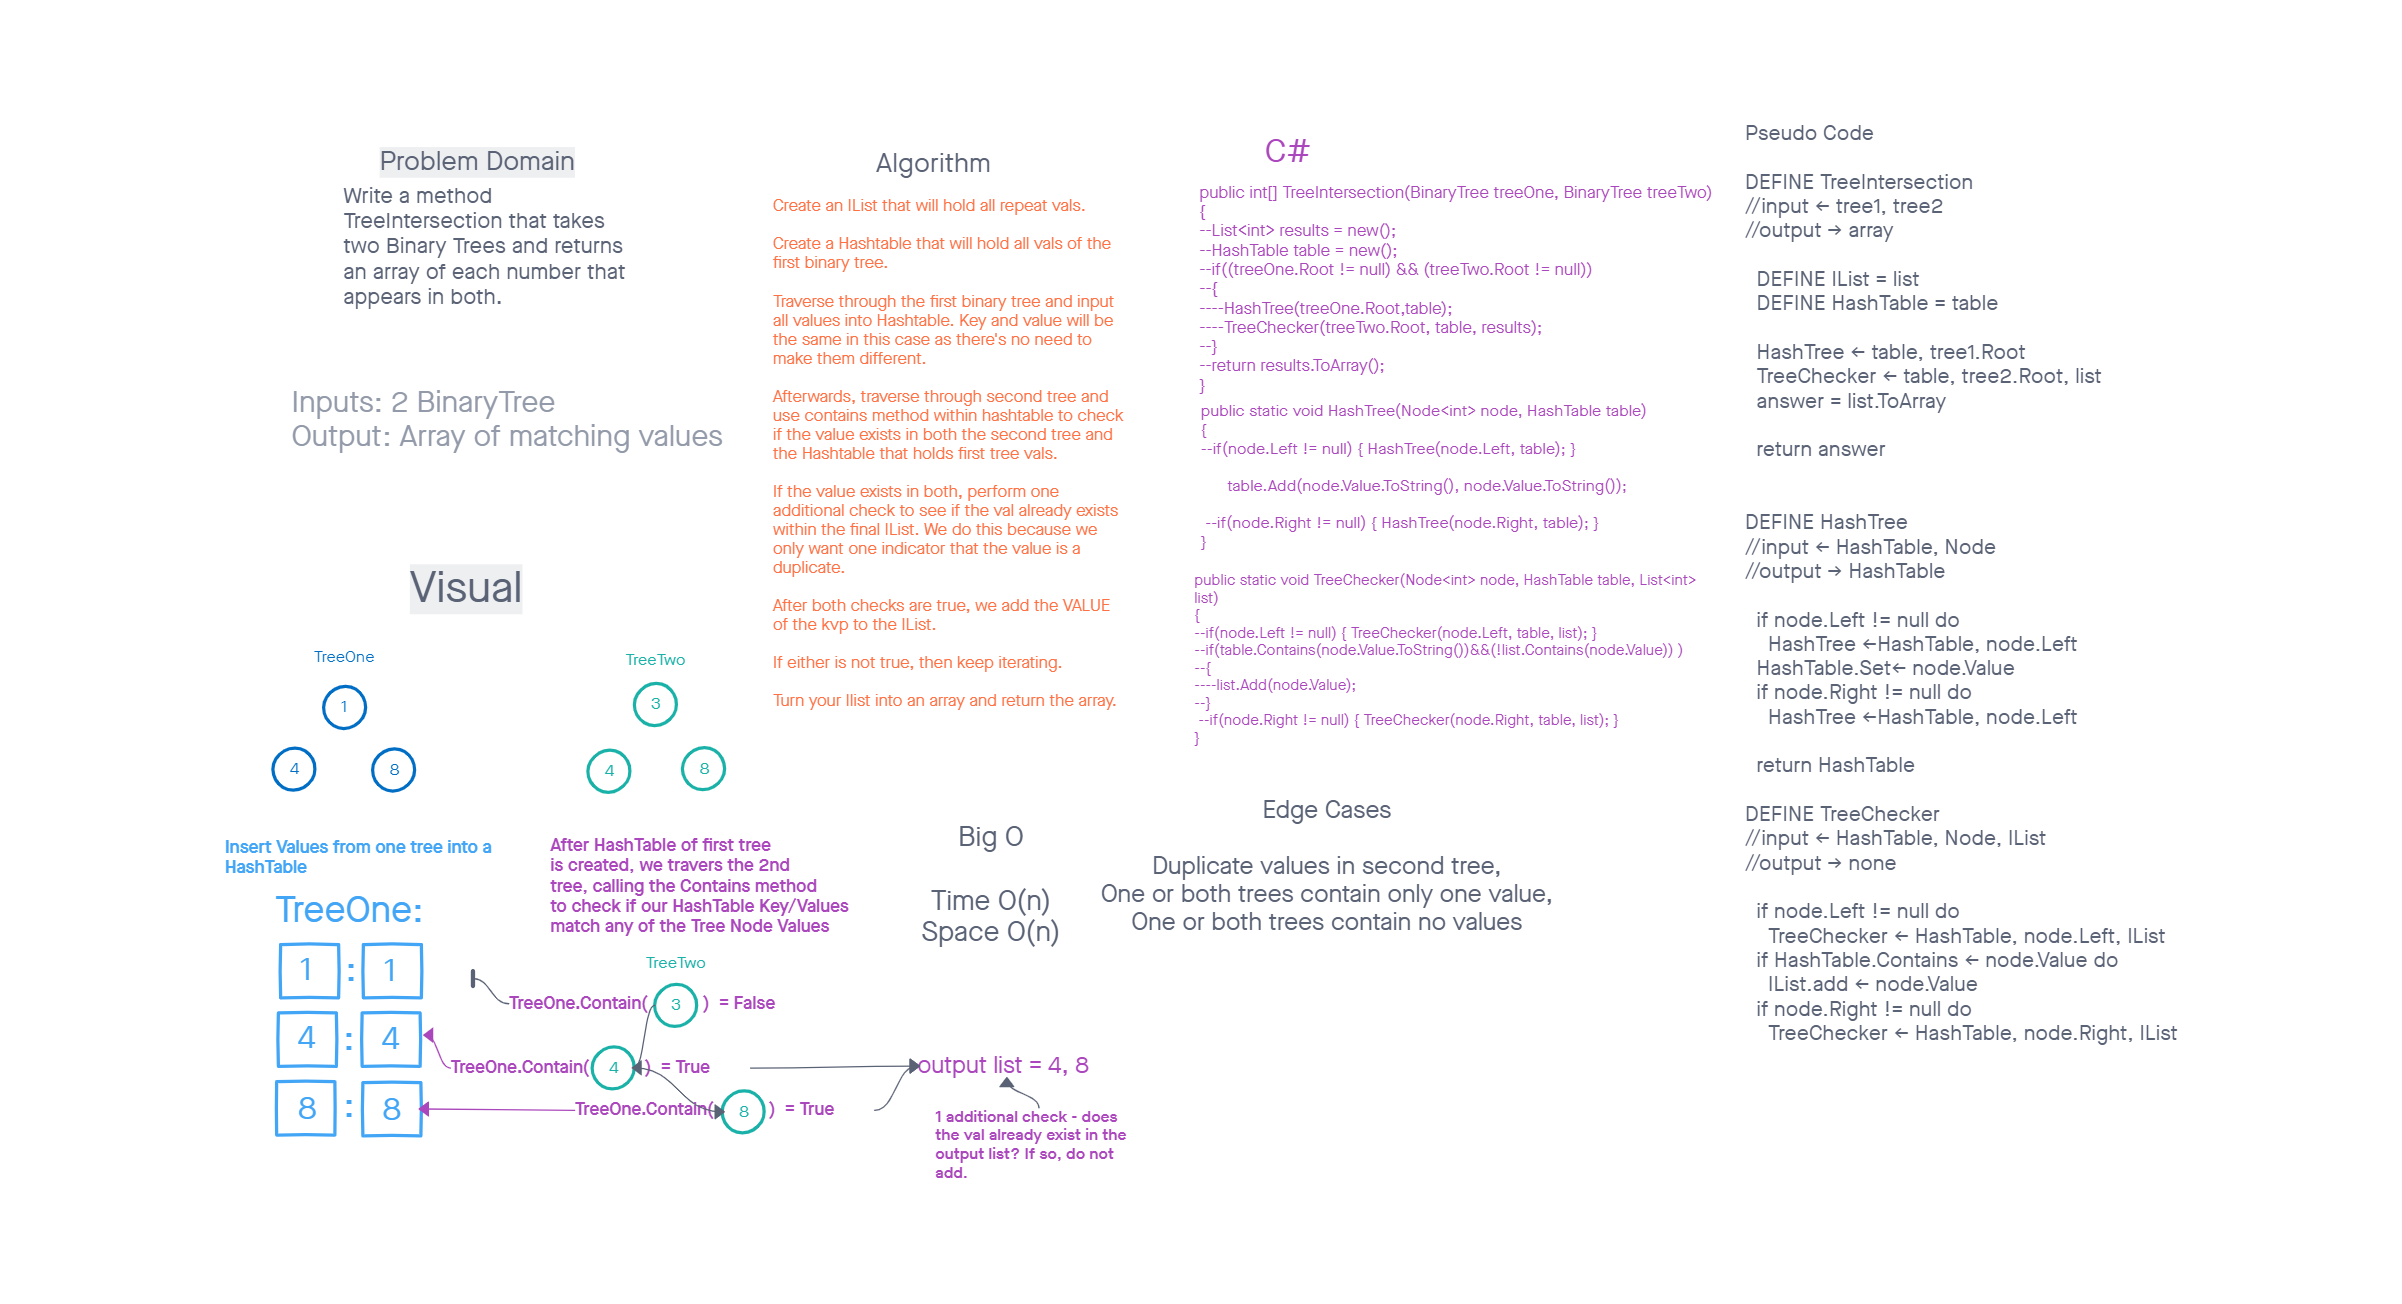 Problem Domain
Write a method
TreeIntersection that takes
two Binary Trees and returns
an array of each number that
appears in both.
Inputs: 2 BinaryTree
Output: Array of matching values
Visual
TreeOne
1
4
8
TreeTwo
3
4
8
Insert Values from one tree into a
HashTable
TreeOne:
1 : 1
4 : 4
8 : 8
After HashTable of first tree
is created, we travers the 2nd
tree, calling the Contains method
to check if our HashTable Key/Values
match any of the Tree Node Values
TreeTwo
TreeOne.Contain( 3 ) = False
TreeOne.Contain( 4 ) = True
TreeOne.Contain( 8 ) = True
output list = 4, 8
1 additional check - does
the val already exist in the
output list? If so, do not
add.
Algorithm
Create an IList that will hold all repeat vals.
Create a Hashtable that will hold all vals of the
first binary tree.
Traverse through the first binary tree and input
all values into Hashtable. Key and value will be
the same in this case as there's no need to
make them different.
Afterwards, traverse through second tree and
use contains method within hashtable to check
if the value exists in both the second tree and
the Hashtable that holds first tree vals.
If the value exists in both, perform one
additional check to see if the val already exists
within the final IList. We do this because we
only want one indicator that the value is a
duplicate.
After both checks are true, we add the VALUE
of the kvp to the IList.
If either is not true, then keep iterating.
Turn your Ilist into an array and return the array.
Big O
Time O(n)
Space O(n)
C#
public int[] TreeIntersection(BinaryTree treeOne, BinaryTree treeTwo)
{
--List<int> results = new();
--HashTable table = new();
--if((treeOne.Root != null) && (treeTwo.Root != null))
--{
----HashTree(treeOne.Root,table);
----TreeChecker(treeTwo.Root, table, results);
--}
--return results.ToArray();
}
public static void HashTree(Node<int> node, HashTable table)
{
--if(node.Left != null) { HashTree(node.Left, table); }
table.Add(node.Value.ToString(), node.Value.ToString());
--if(node.Right != null) { HashTree(node.Right, table); }
}
public static void TreeChecker(Node<int> node, HashTable table, List<int>
list)
{
--if(node.Left != null) { TreeChecker(node.Left, table, list); }
--if(table.Contains(node.Value.ToString())&&(!list.Contains(node.Value)) )
--{
----list.Add(node.Value);
--}
--if(node.Right != null) { TreeChecker(node.Right, table, list); }
}
Edge Cases
Duplicate values in second tree,
One or both trees contain only one value,
One or both trees contain no values
Pseudo Code
DEFINE TreeIntersection
//input ← tree1, tree2
//output → array
DEFINE IList = list
DEFINE HashTable = table
HashTree ← table, tree1.Root
TreeChecker ← table, tree2.Root, list
answer = list.ToArray
return answer
DEFINE HashTree
//input ← HashTable, Node
//output → HashTable
if node.Left != null do
HashTree ←HashTable, node.Left
HashTable.Set← node.Value
if node.Right != null do
HashTree ←HashTable, node.Left
return HashTable
DEFINE TreeChecker
//input ← HashTable, Node, IList
//output → none
if node.Left != null do
TreeChecker ← HashTable, node.Left, IList
if HashTable.Contains ← node.Value do
IList.add ← node.Value
if node.Right != null do
TreeChecker ← HashTable, node.Right, IList